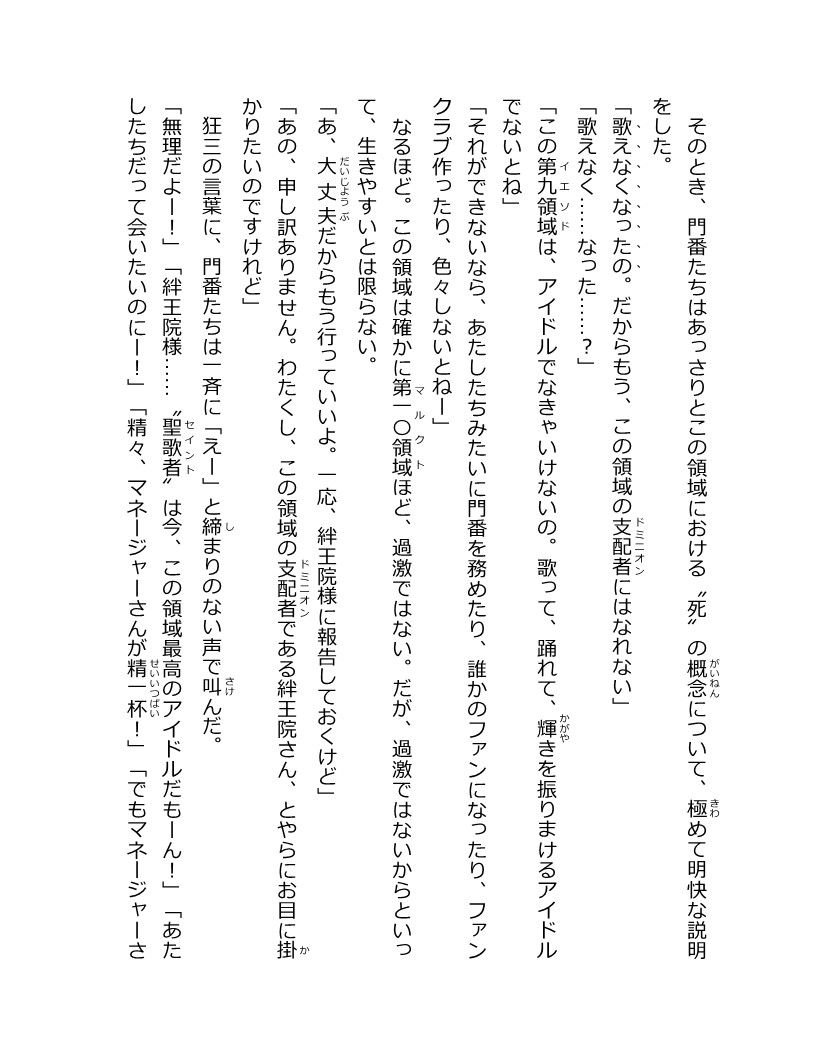 そのとき、門番たちはあっさりとこの領域における〝死〟の概念について、極めて明快な説明
をした。
「歌えなくなったの。だからもう、この領域の支配者にはなれない」
「歌えなく……なった……？」
「この第九領域は、アイドルでなきゃいけないの。歌って、踊れて、輝きを振りまけるアイドル
でないとね」
「それができないなら、あたしたちみたいに門番を務めたり、誰かのファンになったり、ファン
クラブ作ったり、色々しないとねー」
なるほど。この領域は確かに第一〇領域ほど、過激ではない。だが、過激ではないからといっ
て、生きやすいとは限らない。
「あ、大丈夫だからもう行っていいよ。一応、絆王院様に報告しておくけど」
「あの、申し訳ありません。わたくし、この領域の支配者である絆王院さん、とやらにお目に掛
かりたいのですけれど」
狂三の言葉に、門番たちは一斉に「えー」と締まりのない声で叫んだ。
「無理だよー！」「絆王院様……〝聖歌者〟は今、この領域最高のアイドルだもーん！」「あた
したちだって会いたいのにー！」「精々、マネージャーさんが精一杯！」「でもマネージャーさ